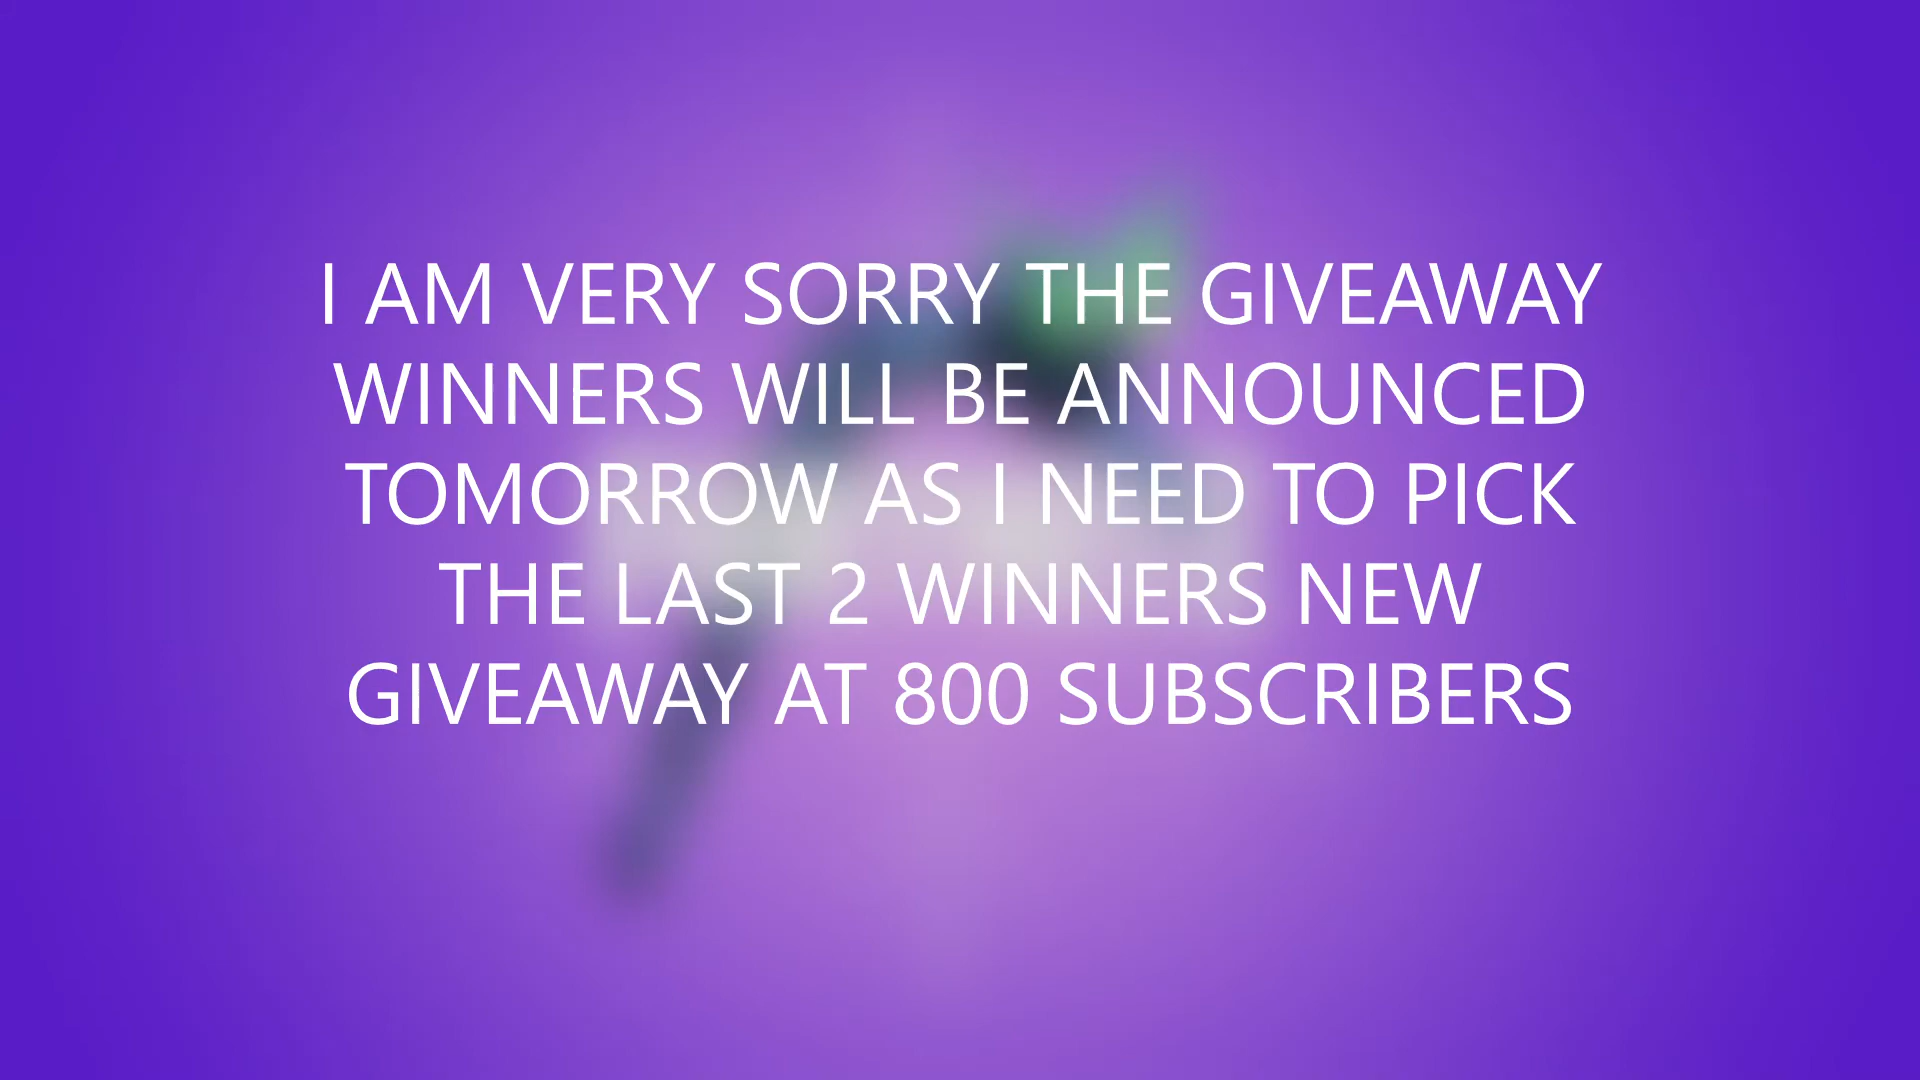 I AM VERY SORRY THE GIVEAWAY
WINNERS WILL BE ANNOUNCED
TOMORROW AS I NEED TO PICK
THE LAST 2 WINNERS NEW
GIVEAWAY AT 800 SUBSCRIBERS